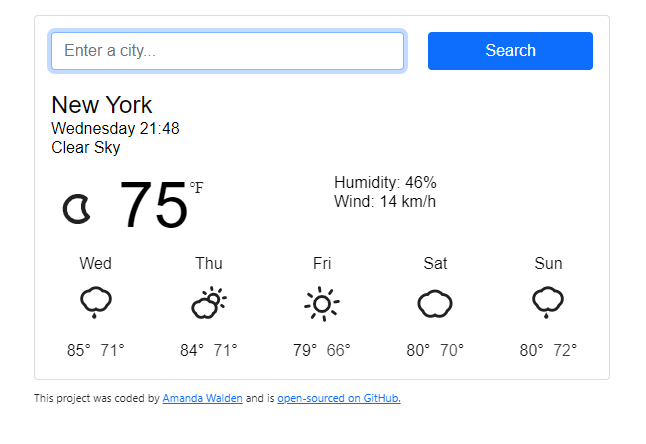 Enter a city...
Search
New York
Wednesday 21:48
Clear Sky
75°F
Humidity: 46%
Wind: 14 km/h
Wed Thu Fri Sat Sun
85° 71° 84° 71° 79° 66° 80° 70° 80° 72°
This project was coded by Amanda Walden and is open-sourced on GitHub.